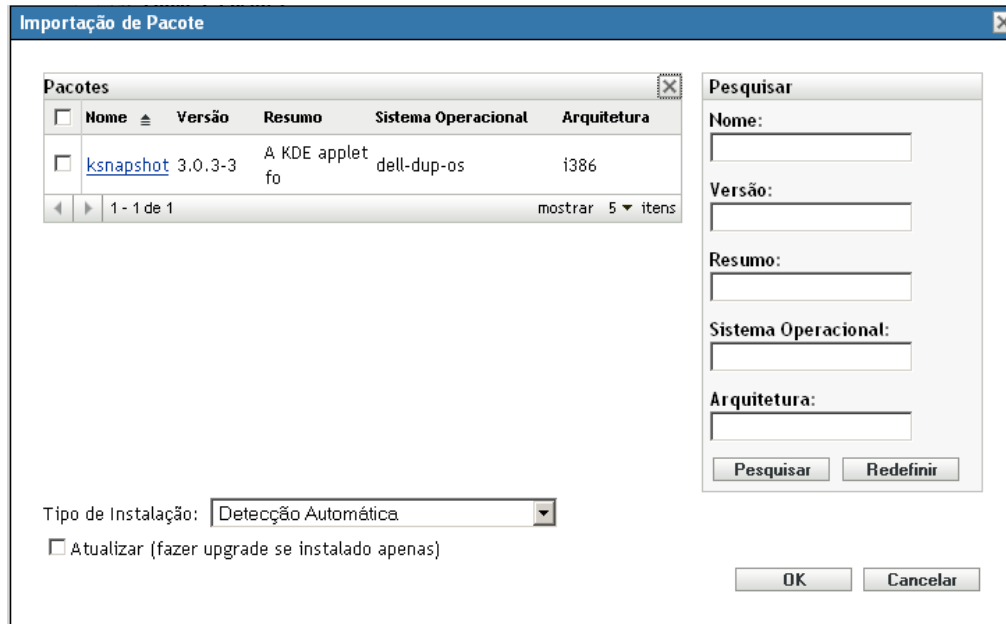 Importação de Pacote
Pacotes
Nome Versão Resumo Sistema Operacional Arquitetura
ksnapshot 3.0.3-3 A KDE applet fo dell-dup-os i386
1 - 1 de 1 mostrar 5 itens
Pesquisar
Nome:
Versão:
Resumo:
Sistema Operacional:
Arquitetura:
Pesquisar Redefinir
Tipo de Instalação: Detecção Automática
Atualizar (fazer upgrade se instalado apenas)
OK Cancelar